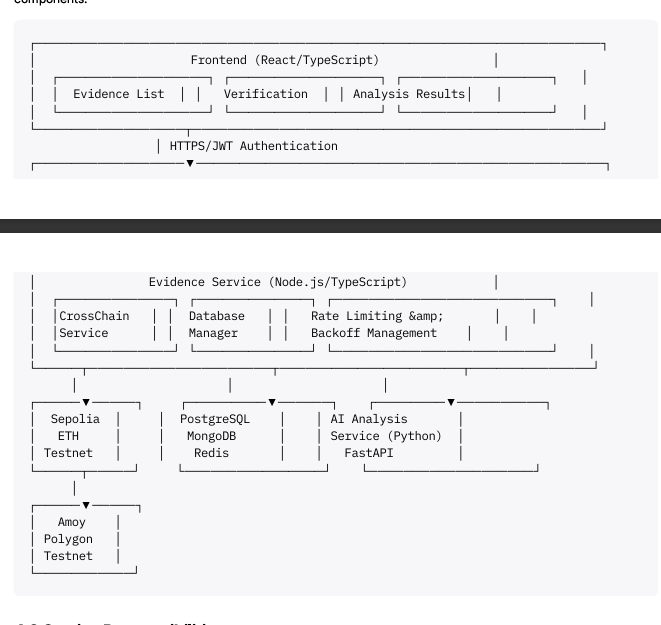 components.
Frontend (React/TypeScript)
Evidence List Verification Analysis Results
HTTPS/JWT Authentication
Evidence Service (Node.js/TypeScript)
CrossChain Database Rate Limiting &amp;
Service Manager Backoff Management
Sepolia PostgreSQL AI Analysis
ETH MongoDB Service (Python)
Testnet Redis FastAPI
Amoy
Polygon
Testnet